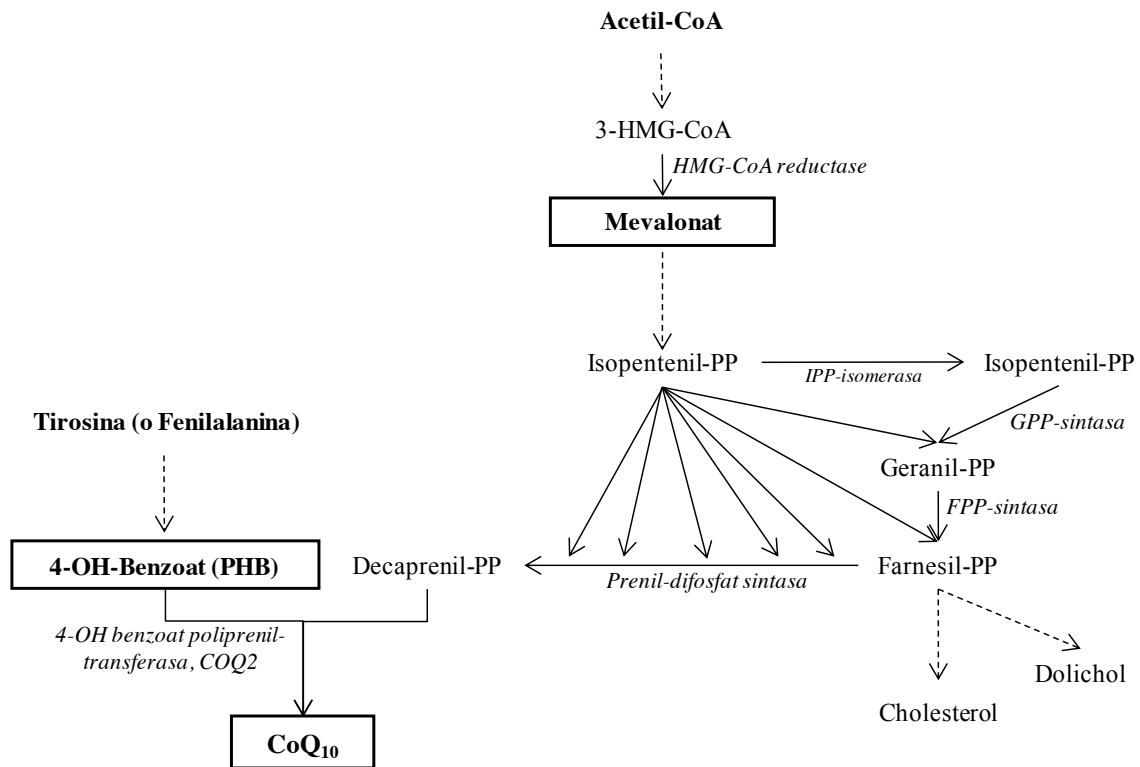 Acetil-CoA
3-HMG-CoA
HMG-CoA reductase
Mevalonat
Isopentenil-PP
IPP-isomerasa
Isopentenil-PP
Tirosina (o Fenilalanina)
GPP-sintasa
Geranil-PP
FPP-sintasa
4-OH-Benzoat (PHB)
Decaprenil-PP
Prenil-difosfat sintasa
Farnesil-PP
4-OH benzoat poliprenil-
transferasa, COQ2
Dolichol
Cholesterol
CoQ₁₀